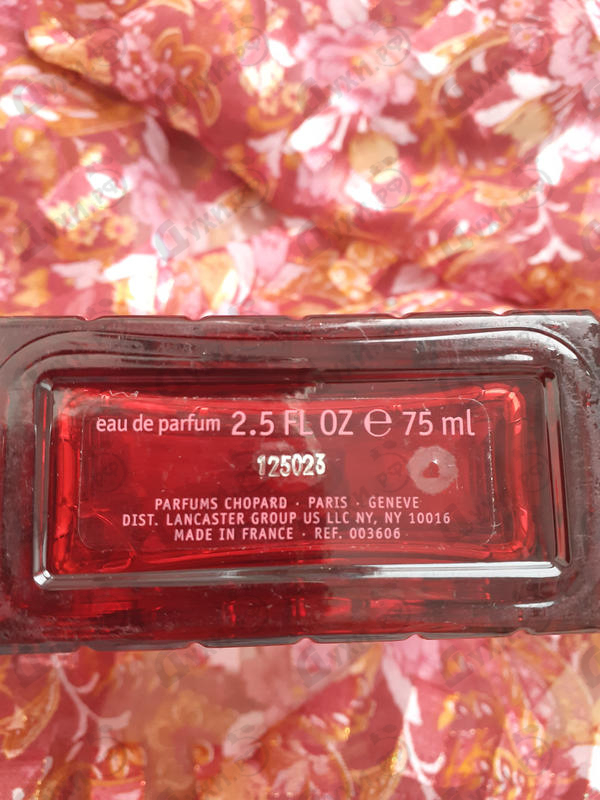 eau de parfum 2.5 FL OZ ℮ 75 ml
125023
PARFUMS CHOPARD · PARIS · GENEVE
DIST. LANCASTER GROUP US LLC NY, NY 10016
MADE IN FRANCE · REF. 003606